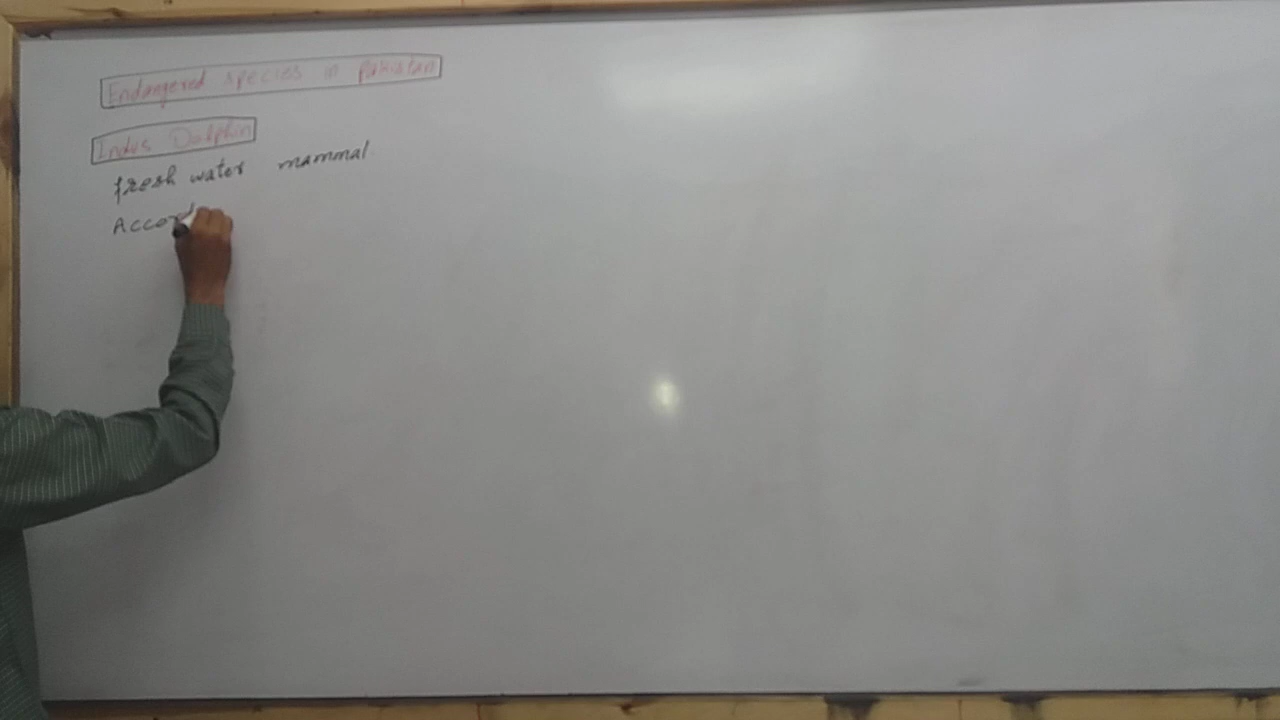 Endangered species in Pakistan
Indus Dolphin
fresh water mammal
Accord